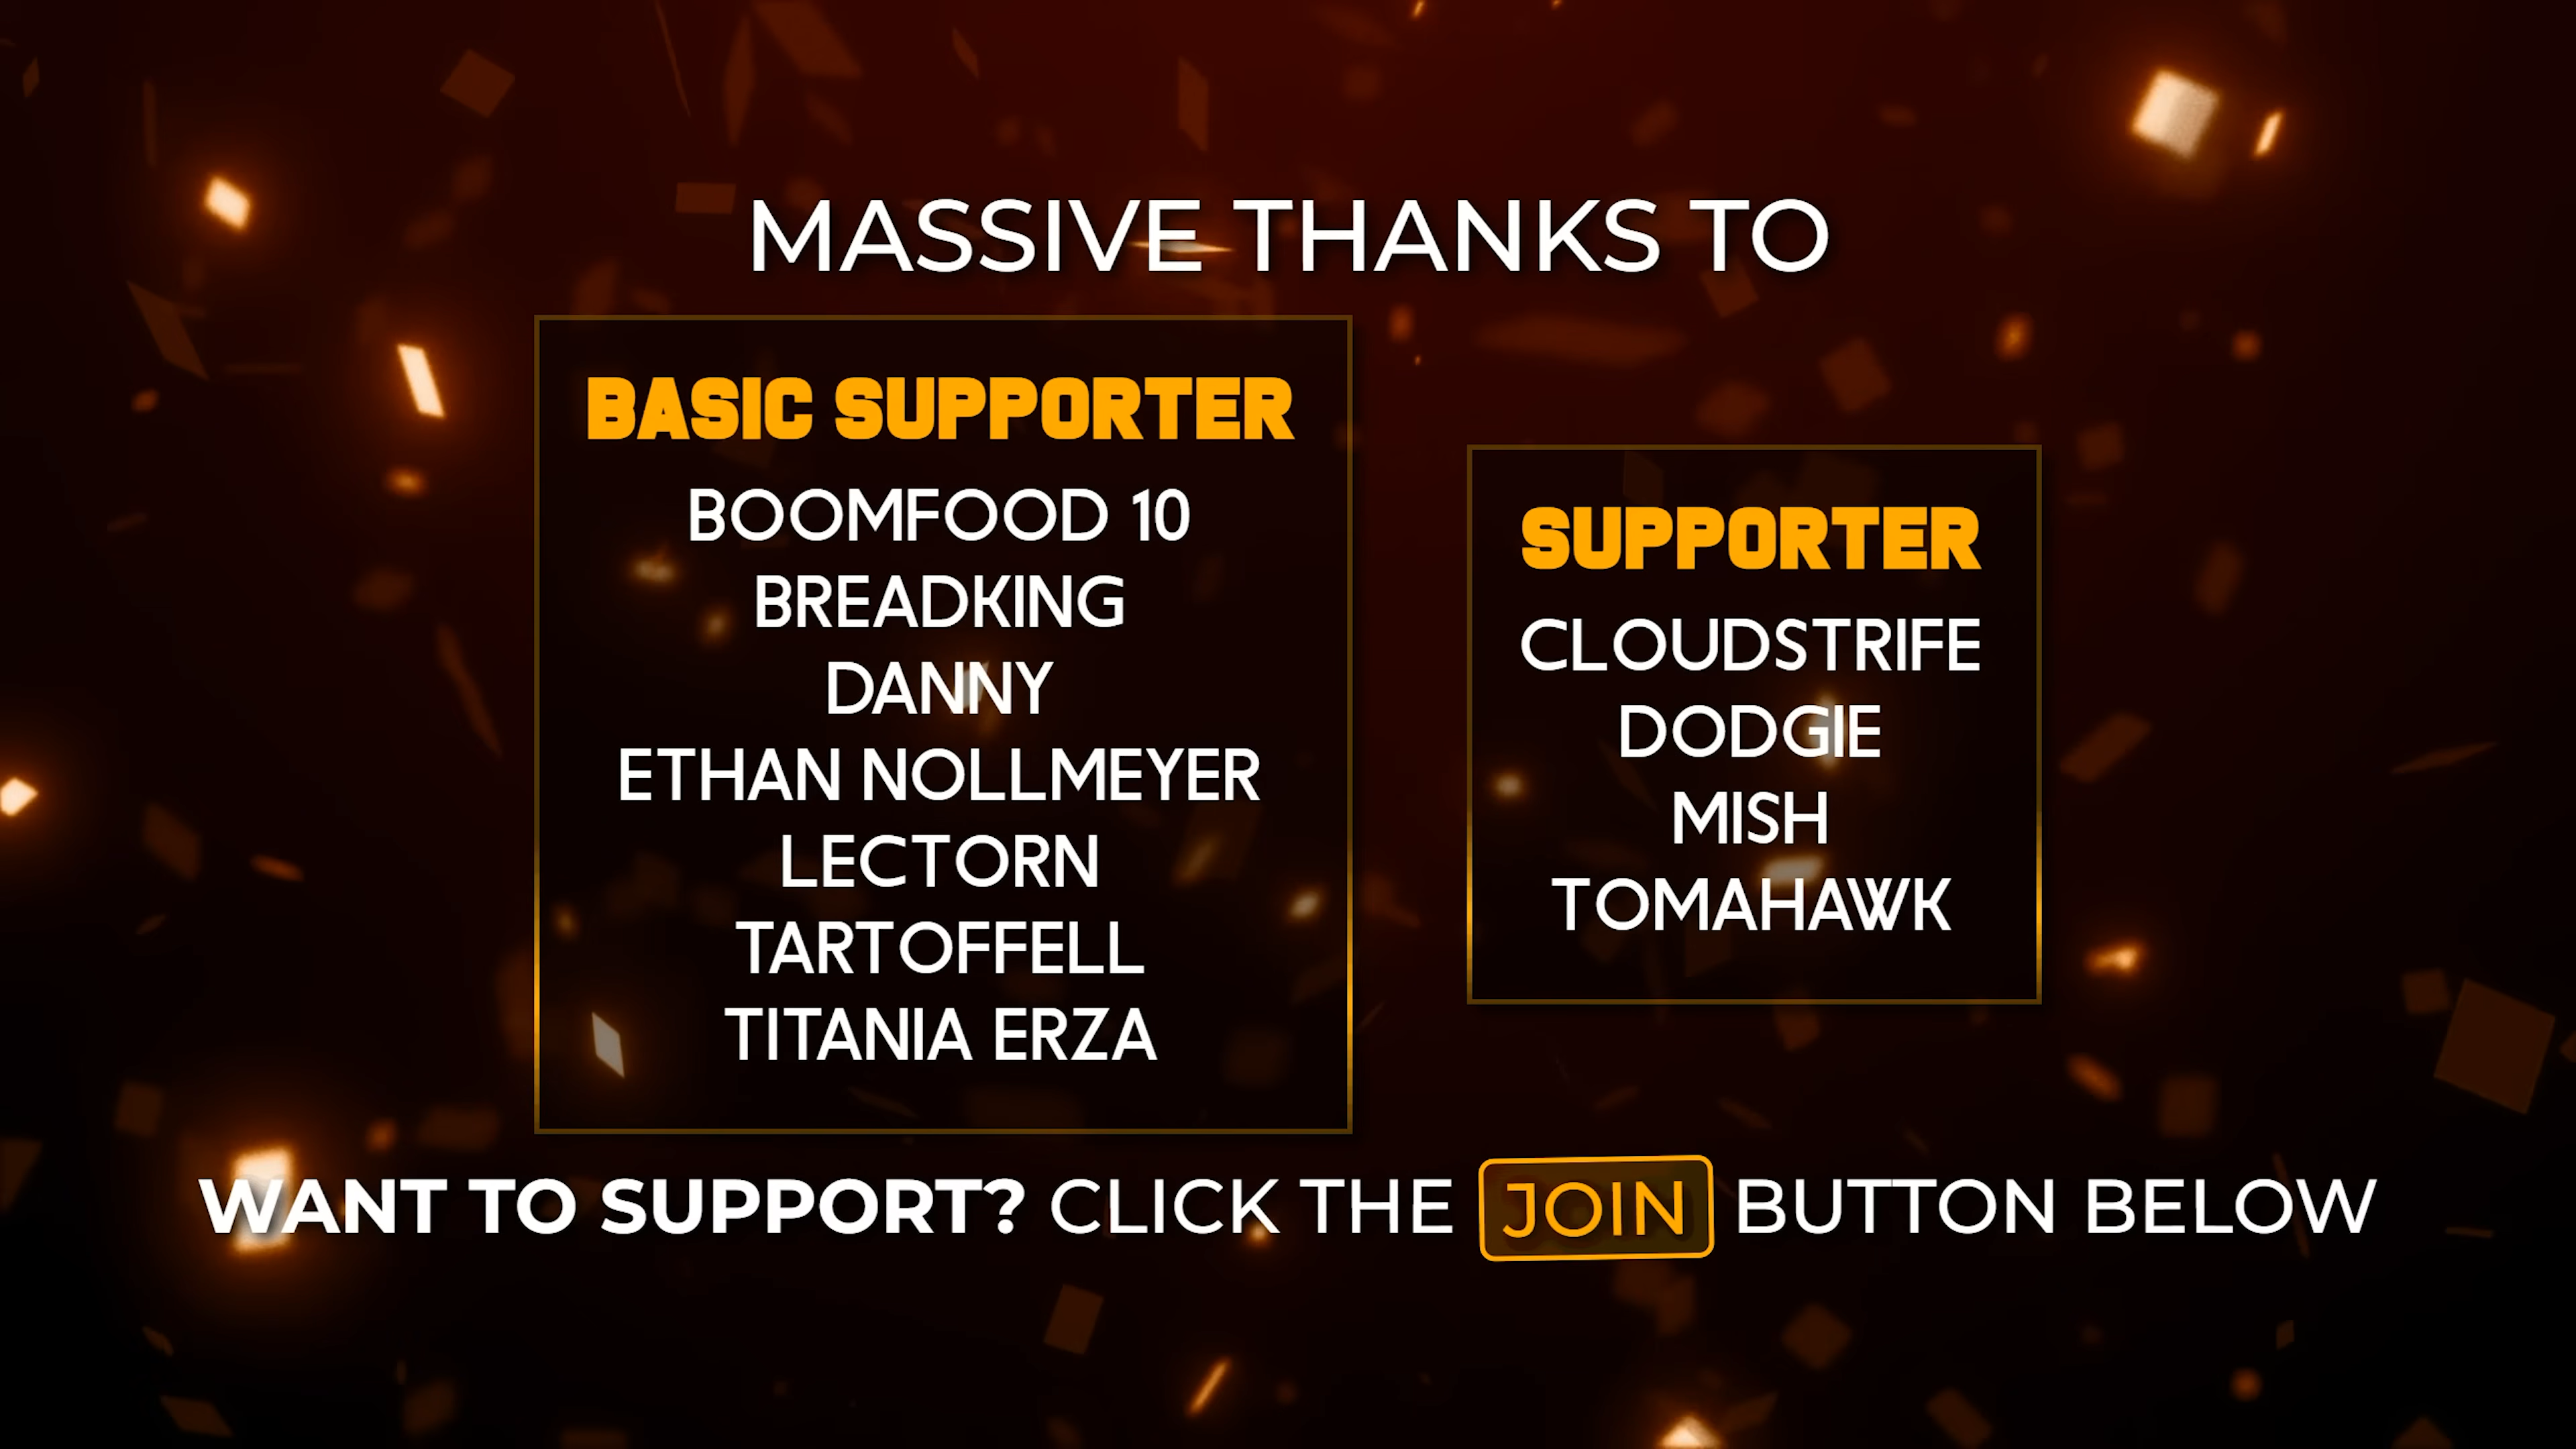 MASSIVE THANKS TO
BASIC SUPPORTER
BOOMFOOD 10
BREADKING
DANNY
ETHAN NOLLMEYER
LECTORN
TARTOFFELL
TITANIA ERZA
SUPPORTER
CLOUDSTRIFE
DODGIE
MISH
TOMAHAWK
WANT TO SUPPORT? CLICK THE JOIN BUTTON BELOW